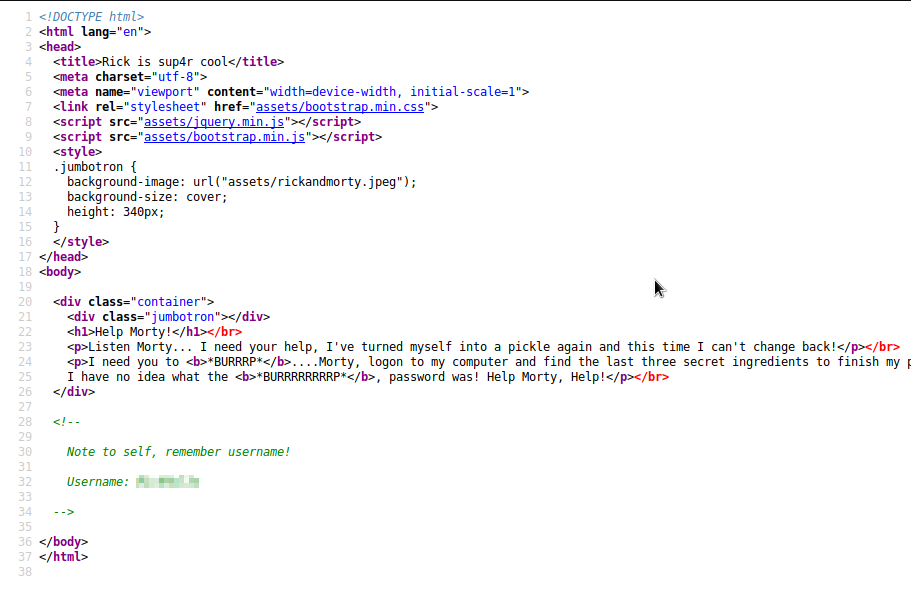 1 <!DOCTYPE html>
2 <html lang="en">
3 <head>
4 <title>Rick is sup4r cool</title>
5 <meta charset="utf-8">
6 <meta name="viewport" content="width=device-width, initial-scale=1">
7 <link rel="stylesheet" href="assets/bootstrap.min.css">
8 <script src="assets/jquery.min.js"></script>
9 <script src="assets/bootstrap.min.js"></script>
10 <style>
11 .jumbotron {
12 background-image: url("assets/rickandmorty.jpeg");
13 background-size: cover;
14 height: 340px;
15 }
16 </style>
17 </head>
18 <body>
19
20 <div class="container">
21 <div class="jumbotron"></div>
22 <h1>Help Morty!</h1></br>
23 <p>Listen Morty... I need your help, I've turned myself into a pickle again and this time I can't change back!</p></br>
24 <p>I need you to <b>*BURRRP*</b>....Morty, logon to my computer and find the last three secret ingredients to finish my p
25 I have no idea what the <b>*BURRRRRRRRP*</b>, password was! Help Morty, Help!</p></br>
26 </div>
27
28 <!--
29
30 Note to self, remember username!
31
32 Username:
33
34 -->
35
36 </body>
37 </html>
38